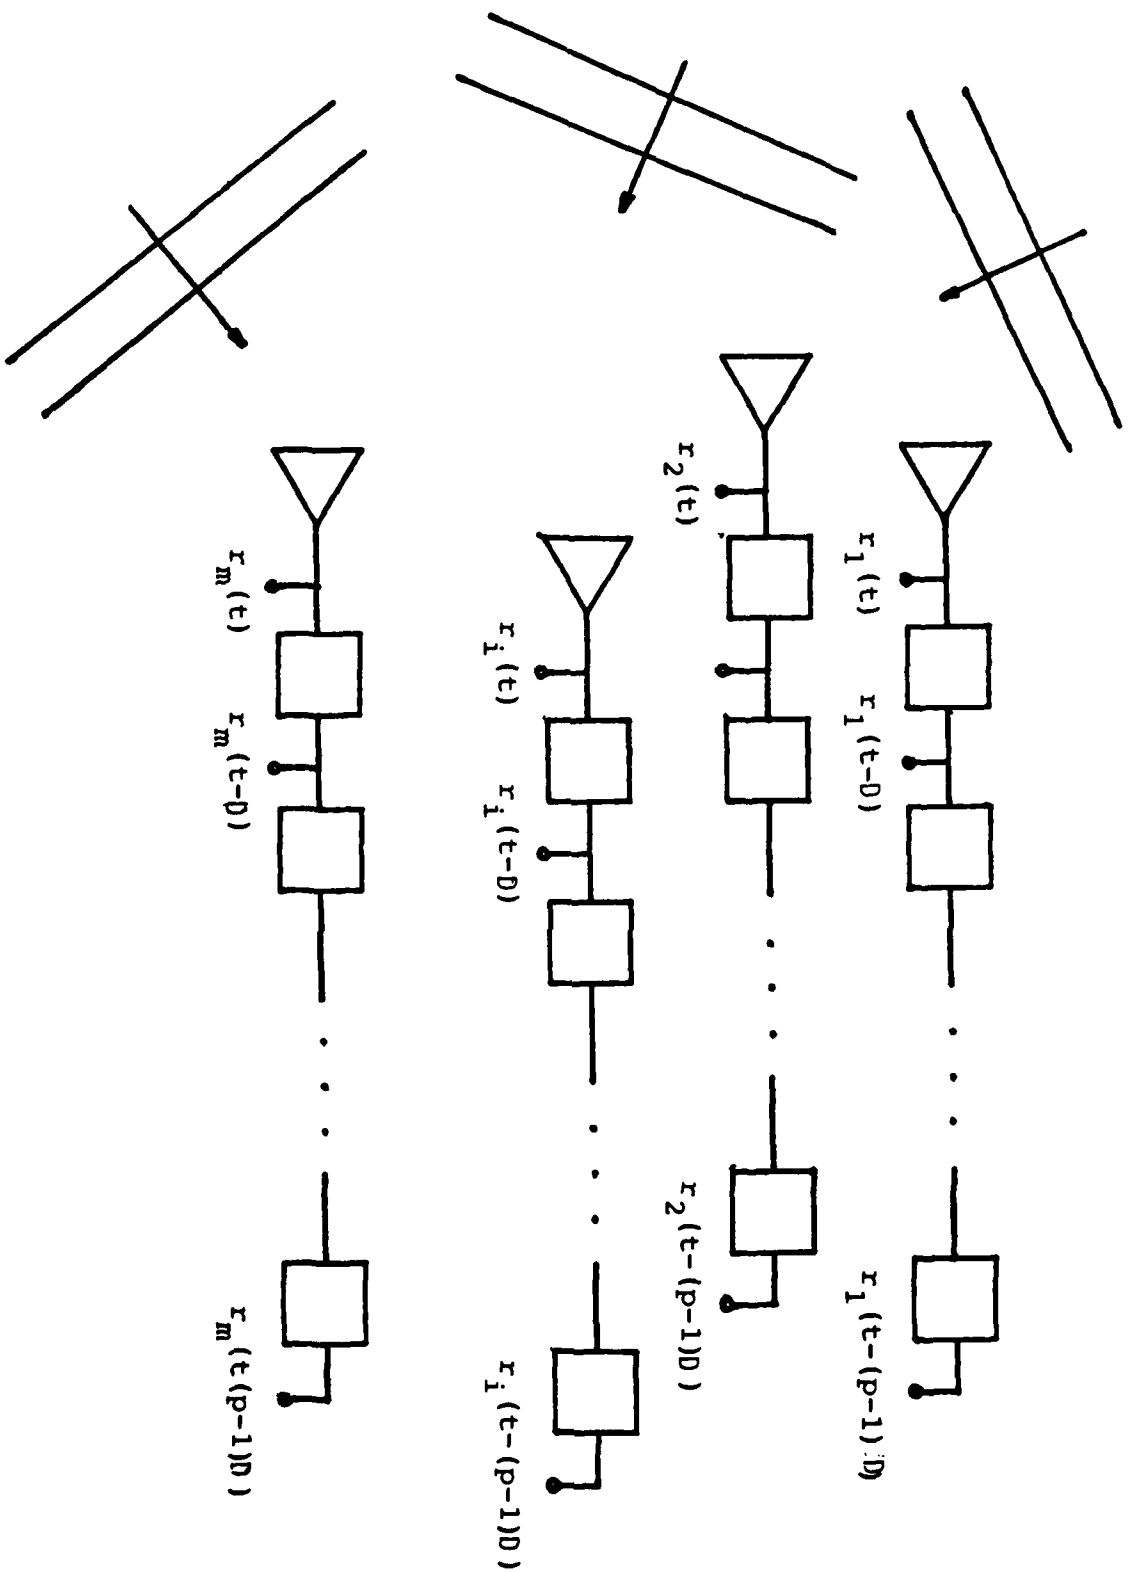 r1(t)
r1(t-D)
r1(t-(p-1)D)
r2(t)
r2(t-(p-1)D)
ri(t)
ri(t-D)
ri(t-(p-1)D)
rm(t)
rm(t-D)
rm(t(p-1)D)